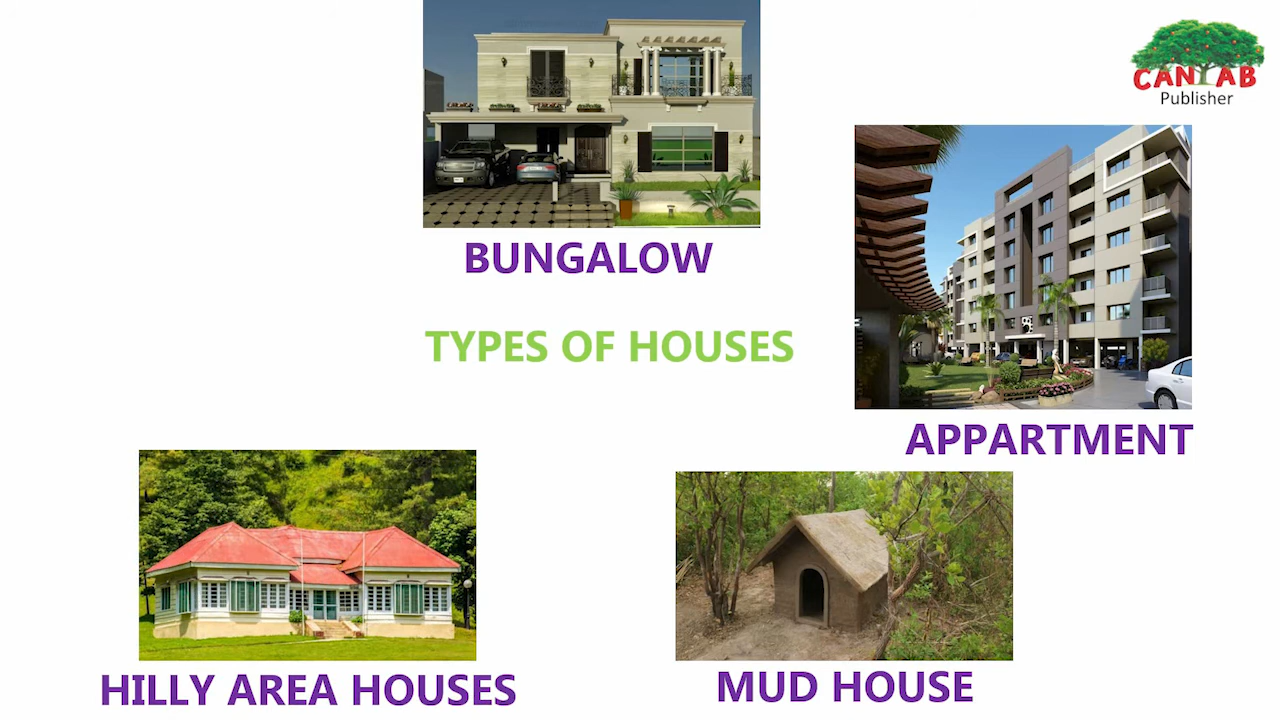 CANTAB
Publisher
BUNGALOW
TYPES OF HOUSES
APPARTMENT
HILLY AREA HOUSES
MUD HOUSE